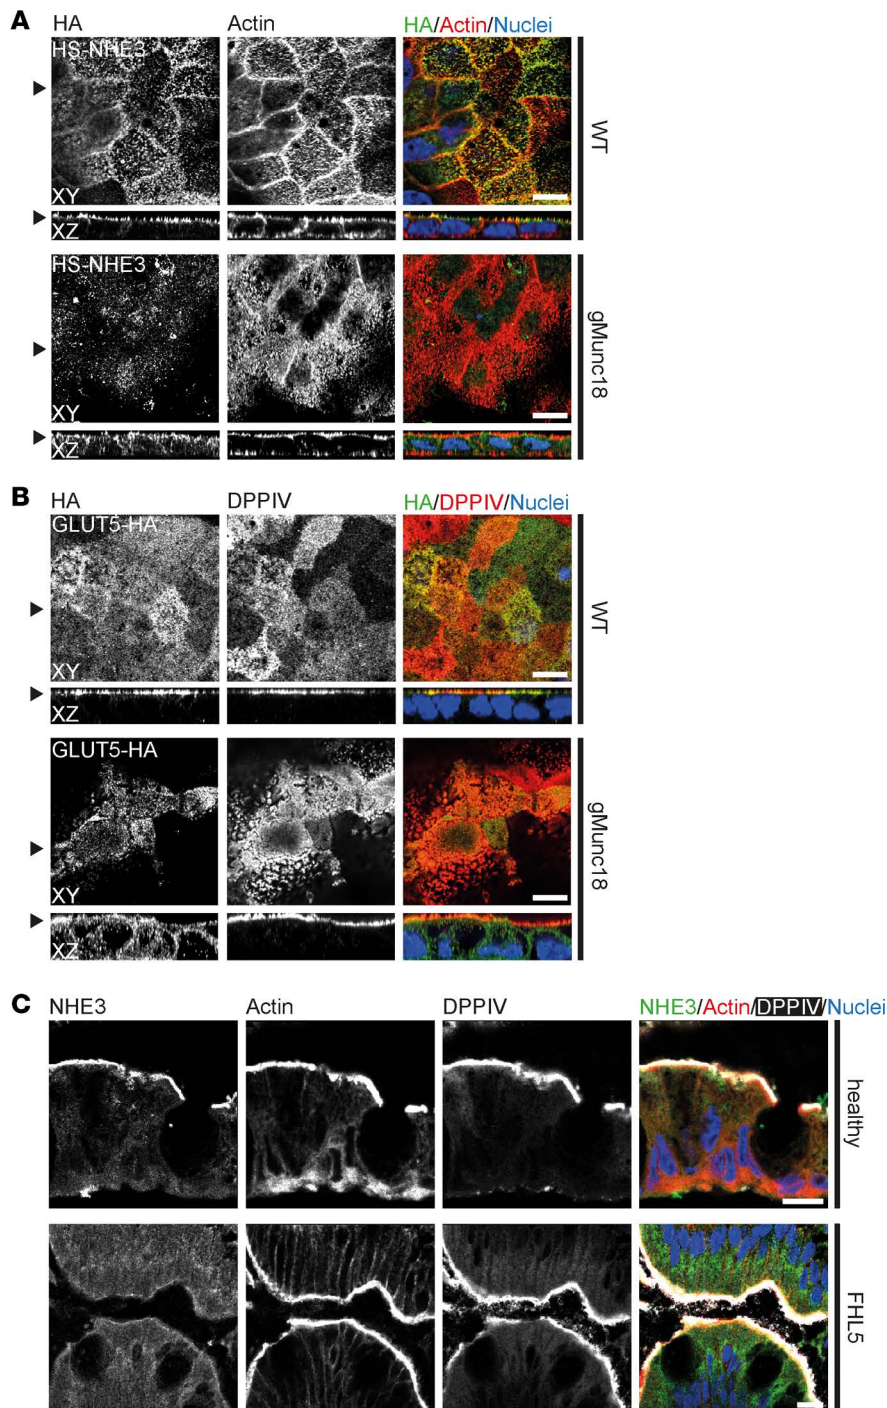 A
HA Actin HA/Actin/Nuclei
HS-NHE3
XY
XZ
WT
HS-NHE3
XY
XZ
gMunc18
B
HA DPPIV HA/DPPIV/Nuclei
GLUT5-HA
XY
XZ
WT
GLUT5-HA
XY
XZ
gMunc18
C
NHE3 Actin DPPIV NHE3/Actin/DPPIV/Nuclei
healthy
FHL5